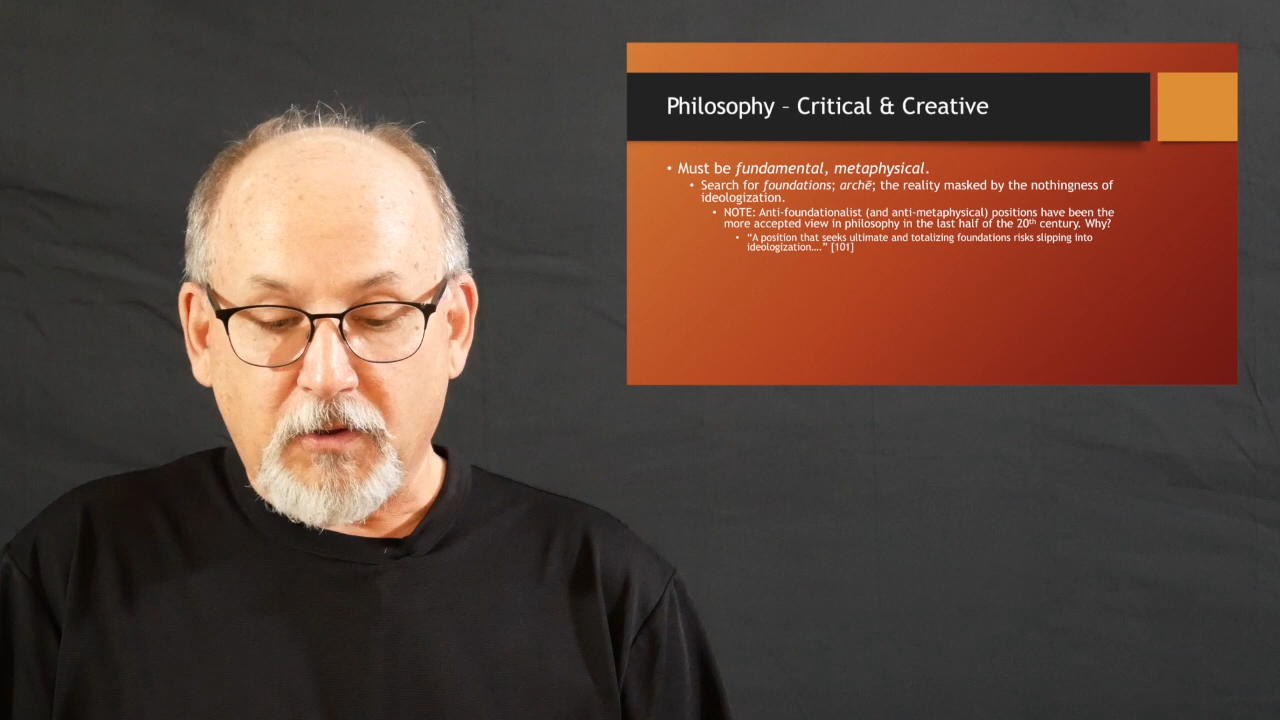 Philosophy – Critical & Creative
• Must be fundamental, metaphysical.
• Search for foundations; archē; the reality masked by the nothingness of
ideologization.
• NOTE: Anti-foundationalist (and anti-metaphysical) positions have been the
more accepted view in philosophy in the last half of the 20th century. Why?
• “A position that seeks ultimate and totalizing foundations risks slipping into
ideologization….” [101]